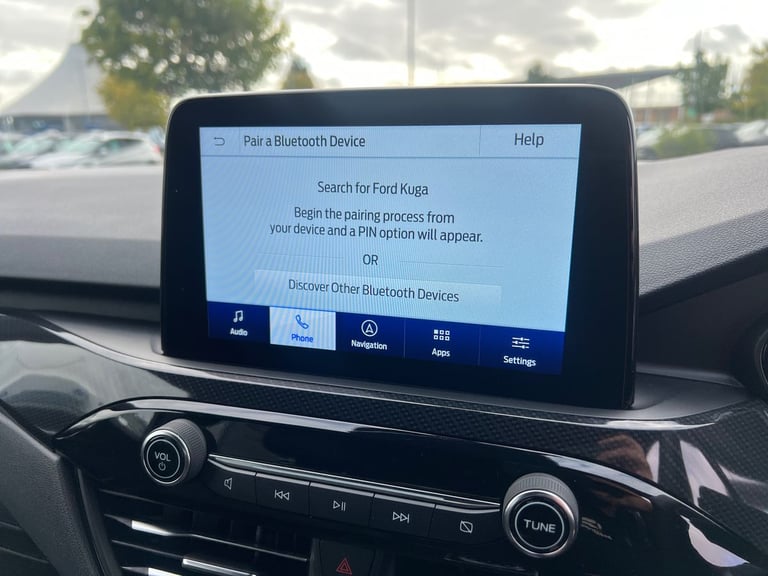 Pair a Bluetooth Device
Help
Search for Ford Kuga
Begin the pairing process from
your device and a PIN option will appear.
OR
Discover Other Bluetooth Devices
Audio
Phone
Navigation
Apps
Settings
VOL
TUNE